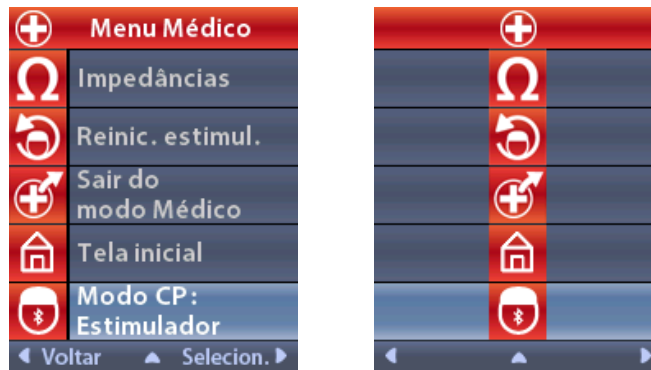 Menu Médico
Ω Impedâncias
Reinic. estimul.
Sair do
modo Médico
Tela inicial
Modo CP:
Estimulador
Voltar Selecion.
Ω